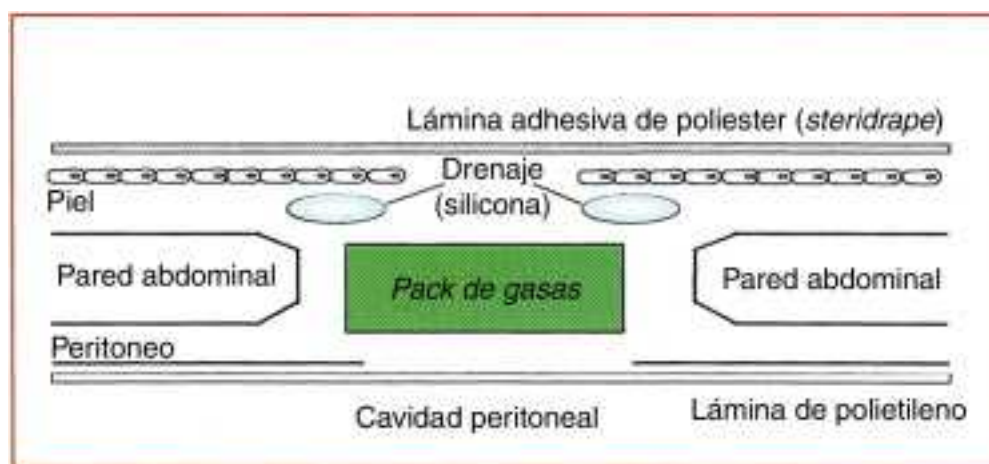 Lámina adhesiva de poliester (steridrape)
Drenaje
(silicona)
Piel
Pared abdominal
Pack de gasas
Pared abdominal
Peritoneo
Cavidad peritoneal
Lámina de polietileno